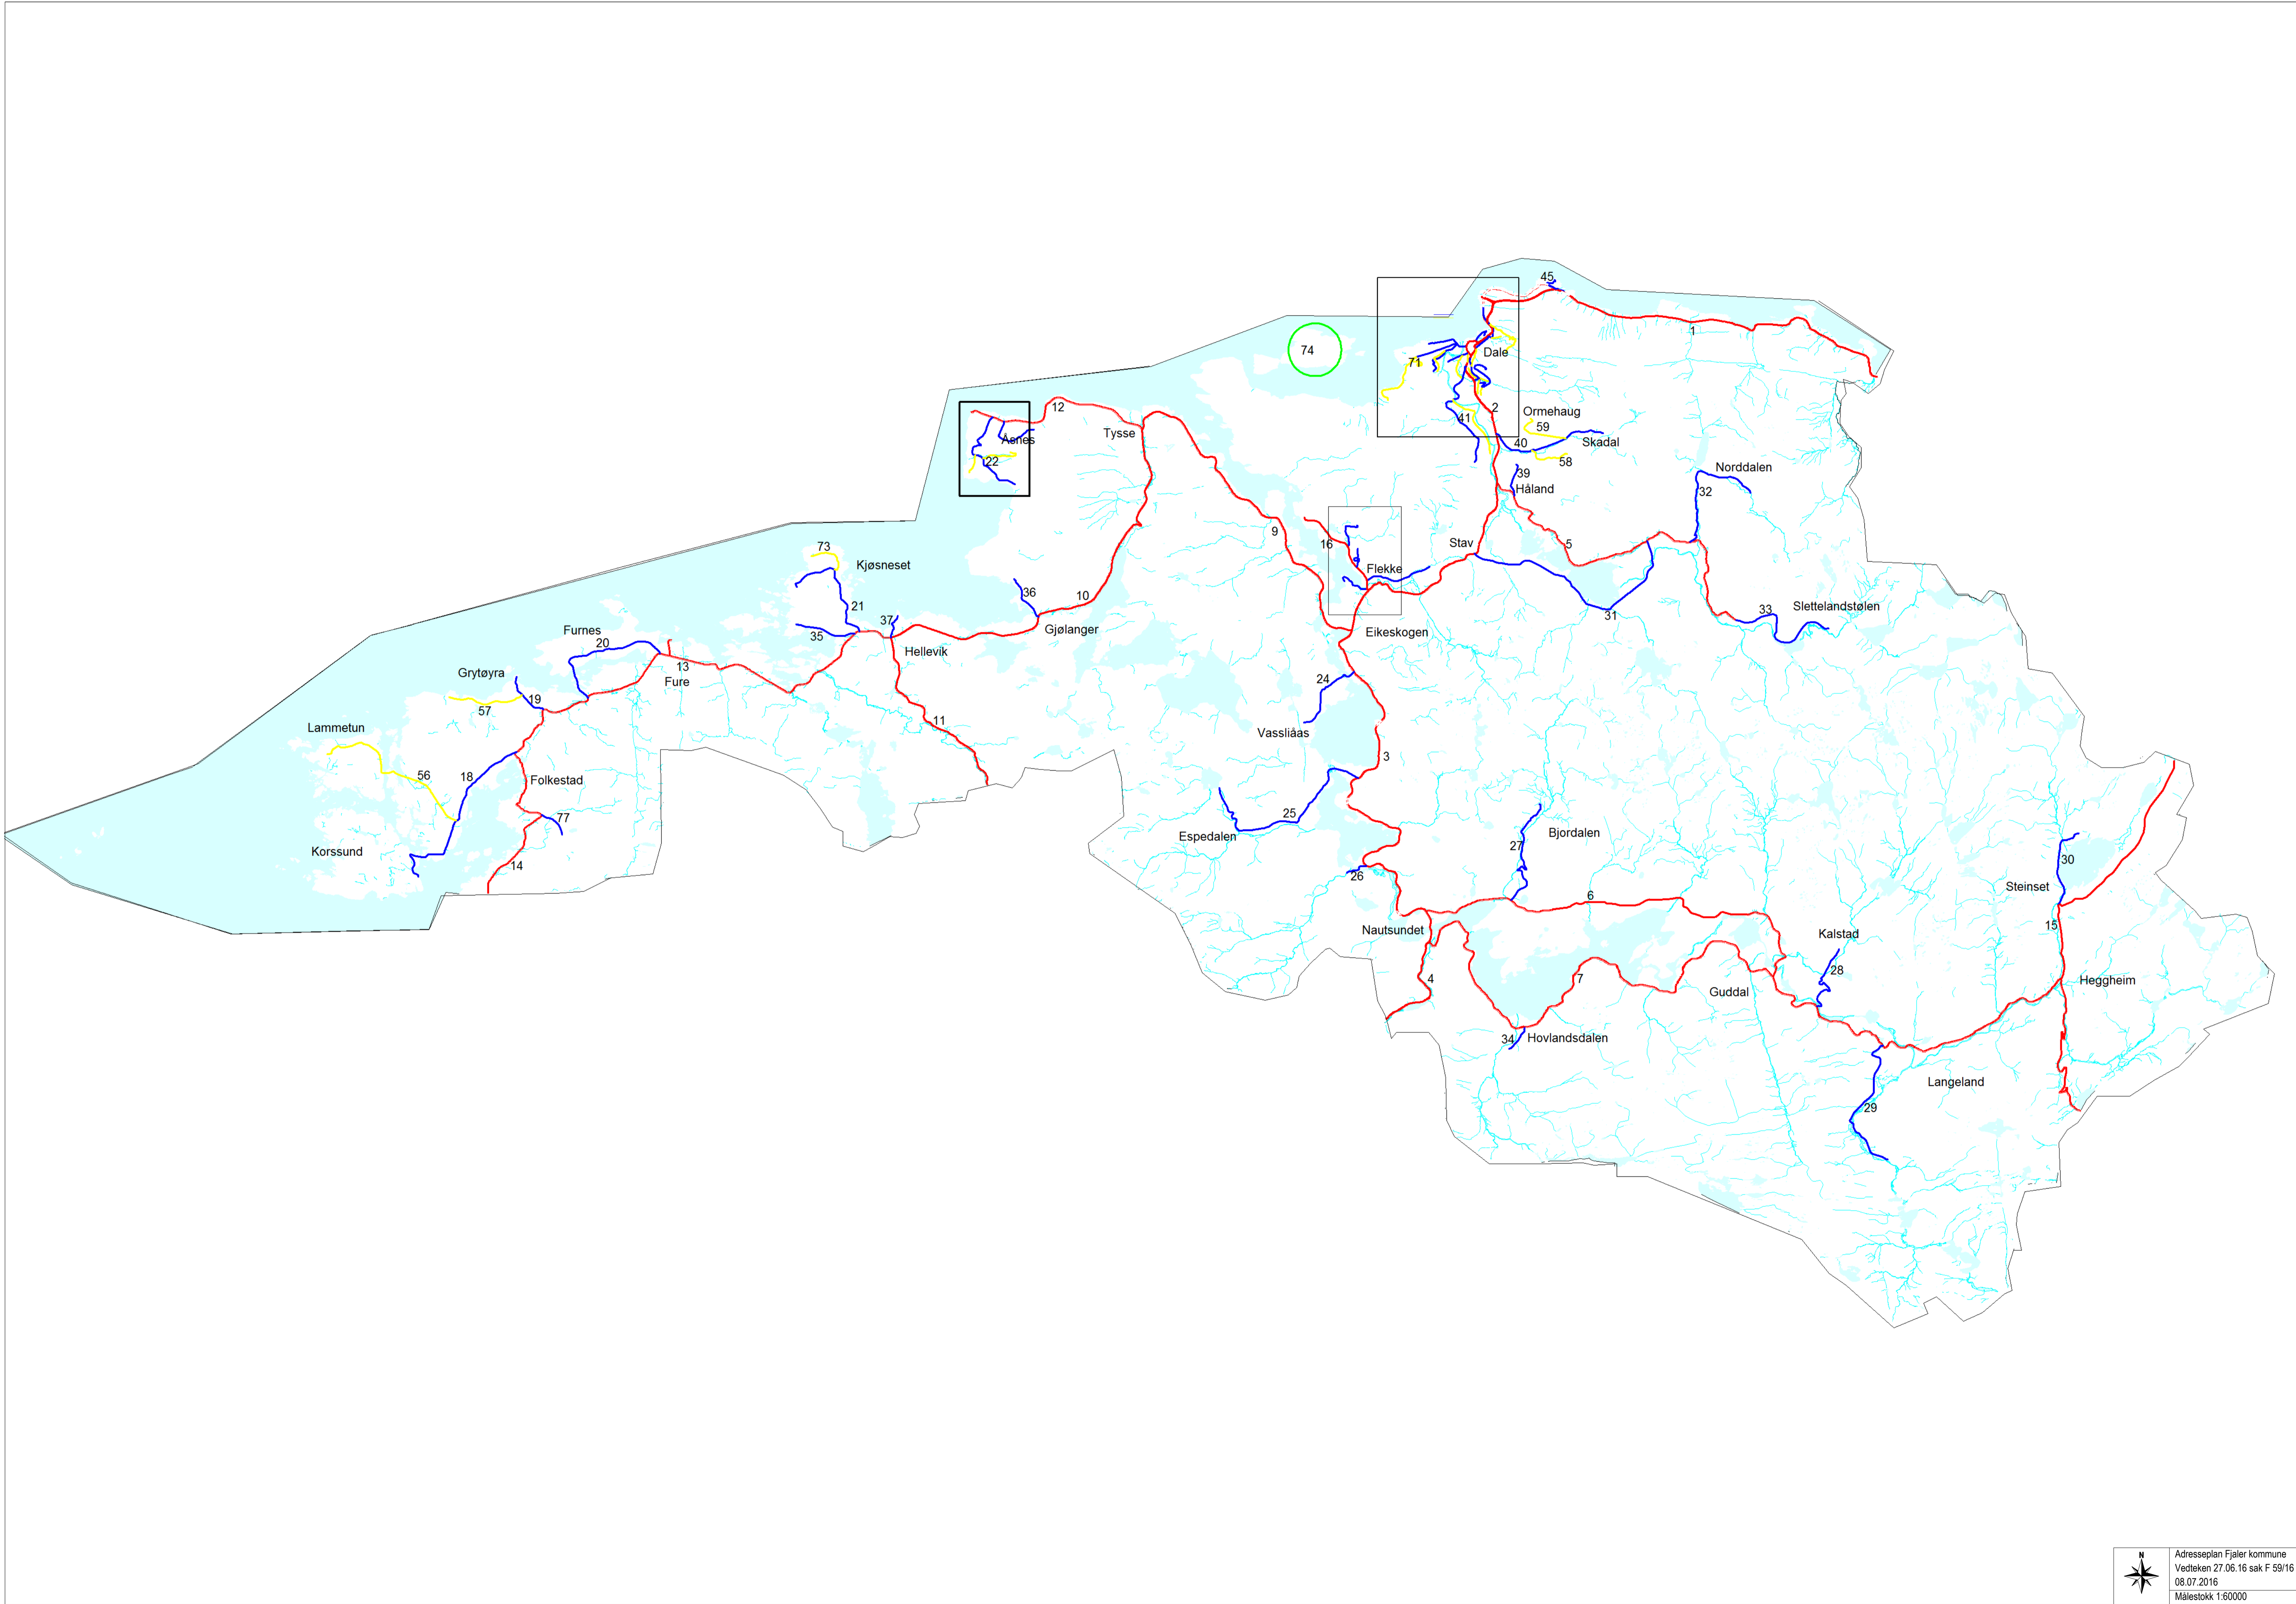 45
1
74
Dale
71
12
2
Ormehaug
59
41
Tysse
Åsnes
40
Skadal
22
58
Norddalen
39
Håland
32
9
16
Stav
5
73
Kjøsneset
Flekke
36
10
21
33
Slettelandstølen
31
37
Gjølanger
Furnes
35
Eikeskogen
20
Hellevik
13
Grytøyra
Fure
24
19
57
11
Lammetun
Vassliåas
3
56
18
Folkestad
25
77
Espedalen
Bjordalen
27
Korssund
14
30
26
Steinset
6
15
Nautsundet
Kalstad
28
4
7
Heggheim
Guddal
34
Hovlandsdalen
Langeland
29
N
Adresseplan Fjaler kommune
Vedteken 27.06.16 sak F 59/16
08.07.2016
Målestokk 1:60000